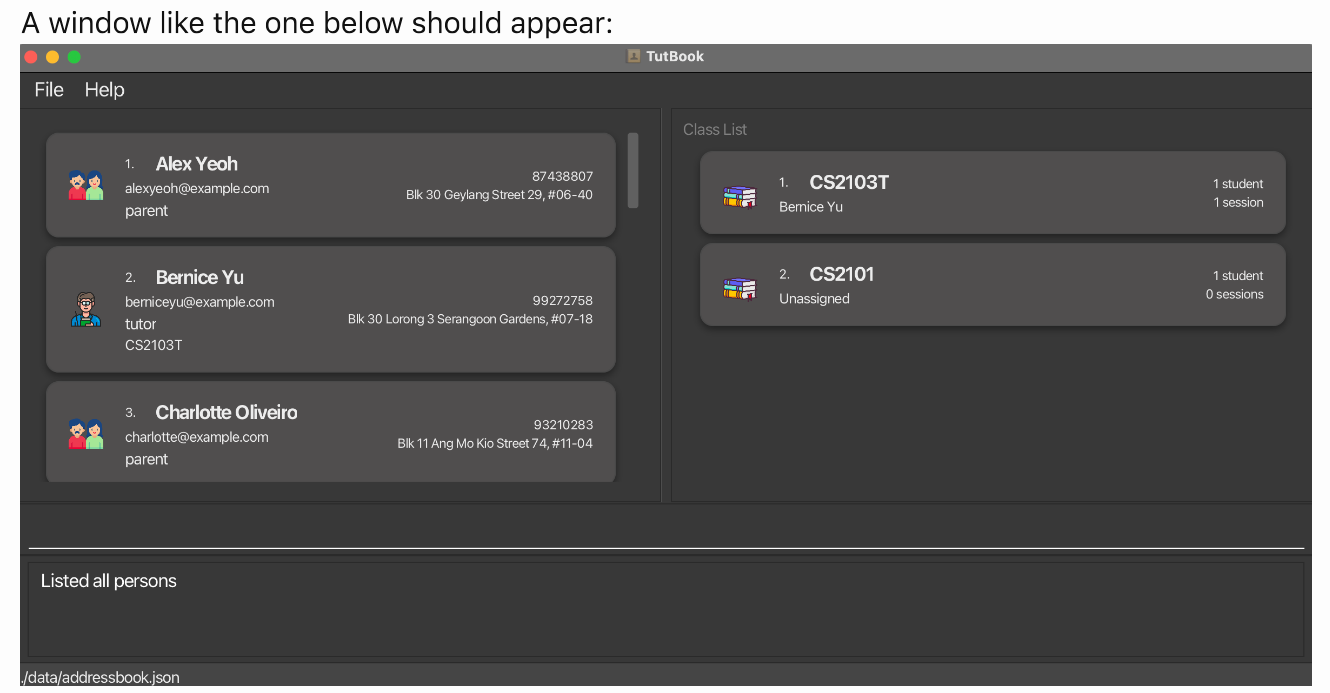 A window like the one below should appear:
TutBook
File Help
1. Alex Yeoh
alexyeoh@example.com
parent
87438807
Blk 30 Geylang Street 29, #06-40
2. Bernice Yu
berniceyu@example.com
tutor
CS2103T
99272758
Blk 30 Lorong 3 Serangoon Gardens, #07-18
3. Charlotte Oliveiro
charlotte@example.com
parent
93210283
Blk 11 Ang Mo Kio Street 74, #11-04
Class List
1. CS2103T
Bernice Yu
1 student
1 session
2. CS2101
Unassigned
1 student
0 sessions
Listed all persons
./data/addressbook.json